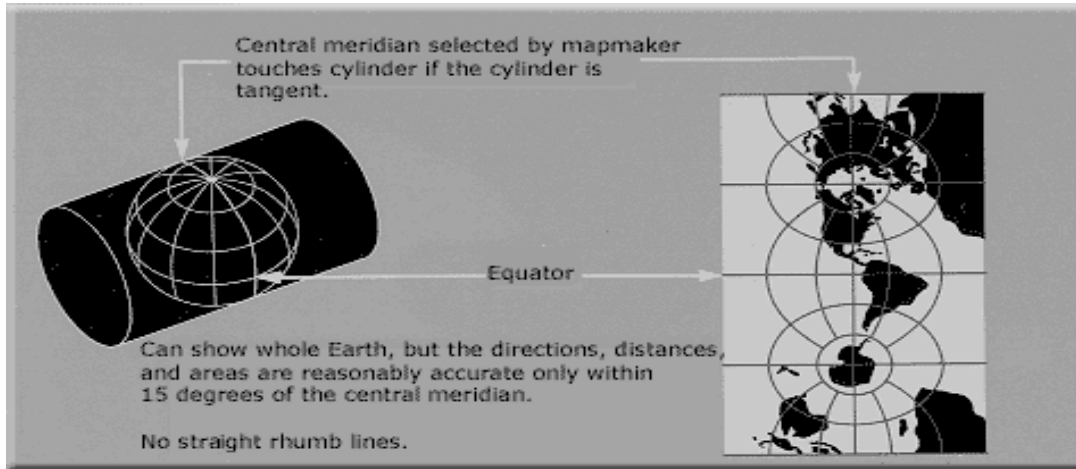 Central meridian selected by mapmaker
touches cylinder if the cylinder is
tangent.
Equator
Can show whole Earth, but the directions, distances,
and areas are reasonably accurate only within
15 degrees of the central meridian.
No straight rhumb lines.